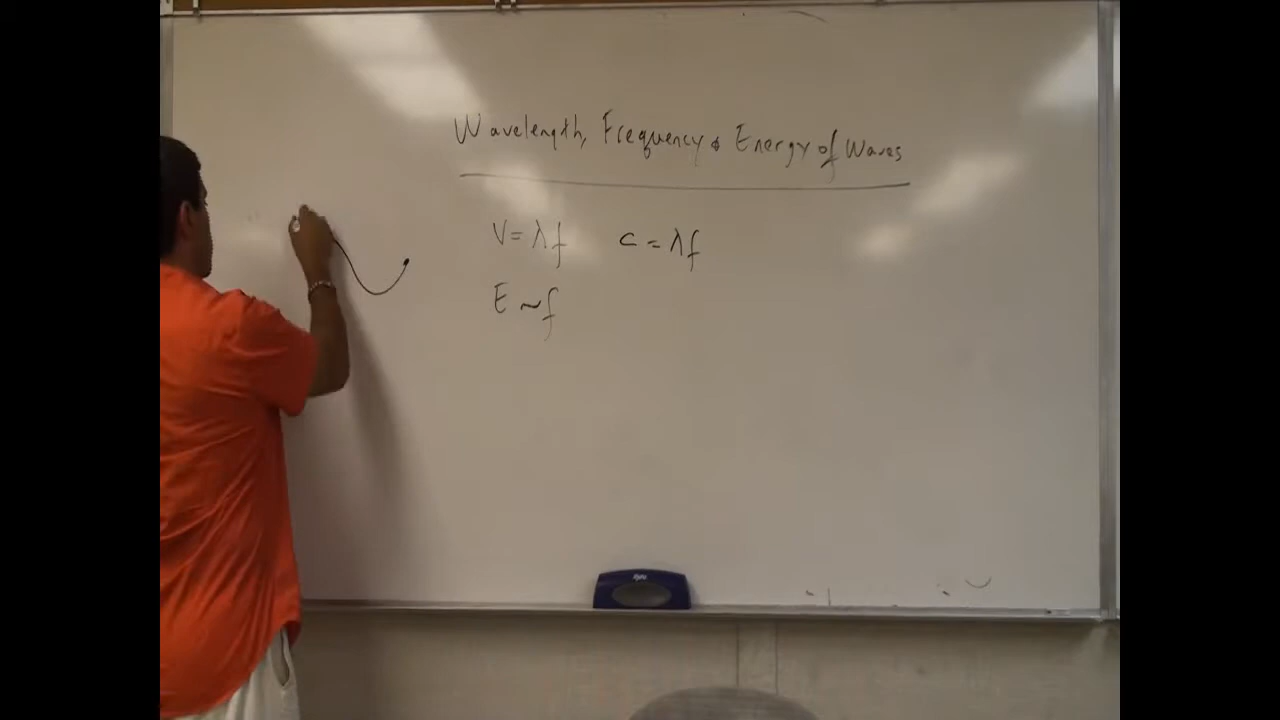 Wavelength, Frequency & Energy of Waves
V = λf c = λf
E ~ f